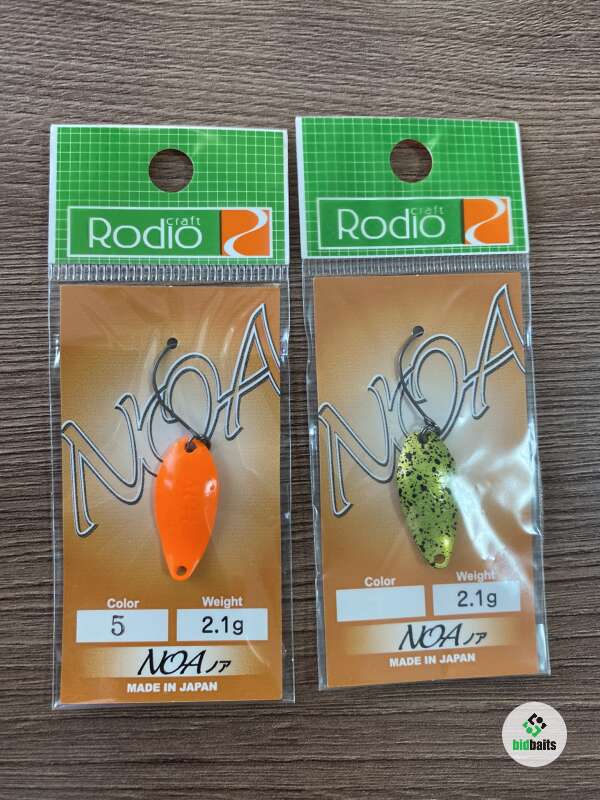 craft
Rodio
NOA
Color
Weight
5
2.1g
NOAノア
MADE IN JAPAN
craft
Rodio
NOA
Color
Weight
2.1g
NOAノア
MADE IN JAPAN
bidbaits